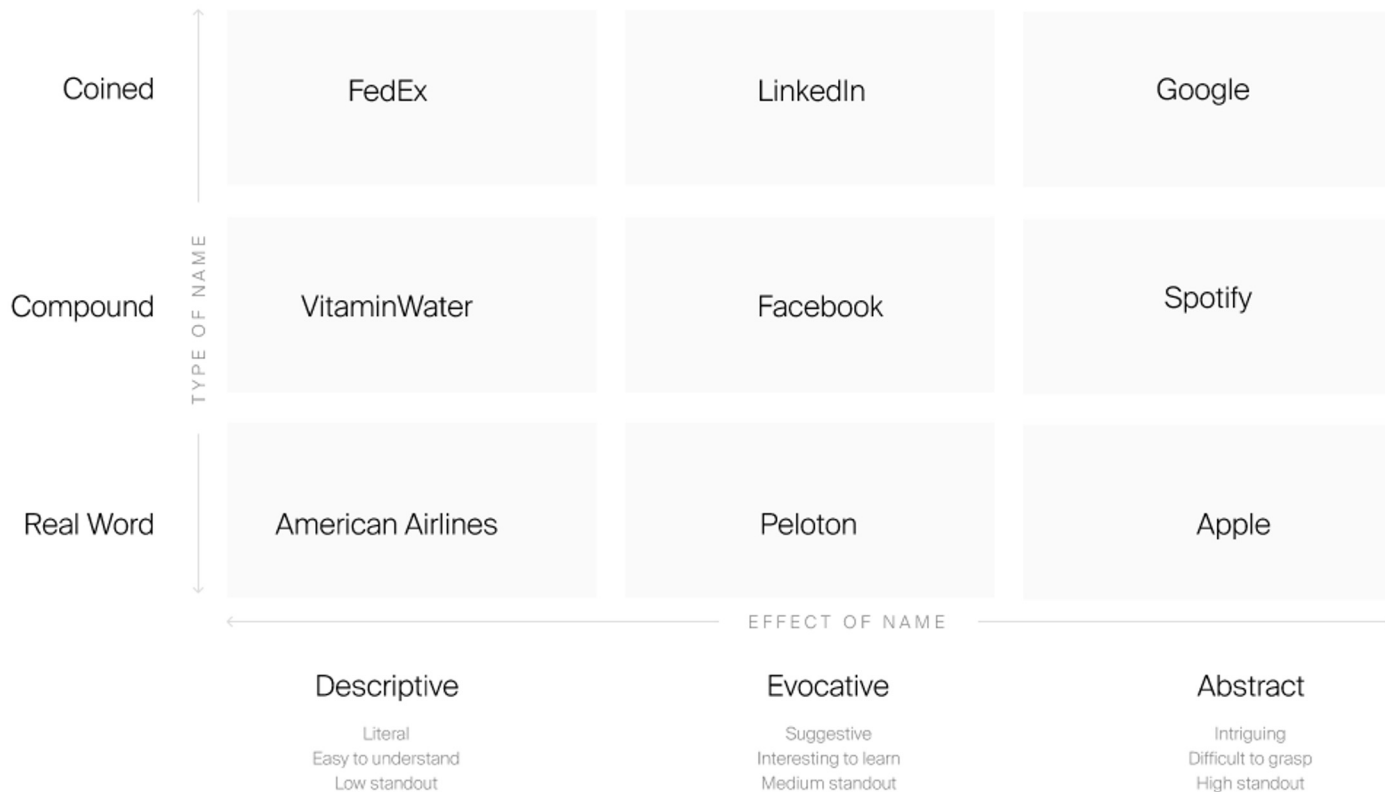 Coined
FedEx
LinkedIn
Google
TYPE OF NAME
Compound
VitaminWater
Facebook
Spotify
Real Word
American Airlines
Peloton
Apple
EFFECT OF NAME
Descriptive
Evocative
Abstract
Literal
Suggestive
Intriguing
Easy to understand
Interesting to learn
Difficult to grasp
Low standout
Medium standout
High standout